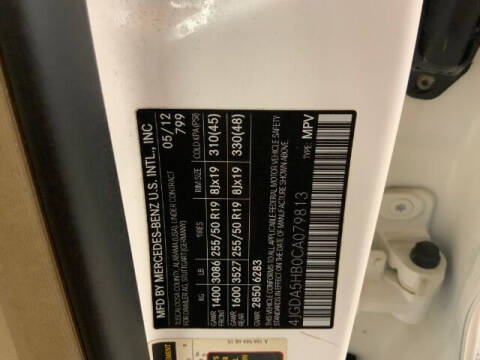 MFD BY MERCEDES-BENZ U.S. INTL., INC
TUSCALOOSA COUNTY, ALABAMA (USA), UNDER CONTRACT
FOR DAIMLER AG, STUTTGART (GERMANY)
05/12
799
KG LB RIM SIZE COLD KPA (PSI)
GAWR FRONT 1400 3086 255/50 R19 8Jx19 310(45)
GAWR REAR 1600 3527 255/50 R19 8Jx19 330(48)
GVWR 2850 6283
THIS VEHICLE CONFORMS TO ALL APPLICABLE FEDERAL MOTOR VEHICLE SAFETY
AND THEFT PREVENTION STANDARDS IN EFFECT ON THE DATE OF MANUFACTURE SHOWN ABOVE
4JGDA5HB0CA079813 TYPE: MPV